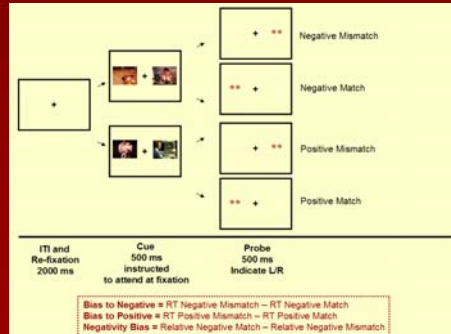 Negative Mismatch
Negative Match
Positive Mismatch
Positive Match
+
**
ITI and
Re-fixation
2000 ms
Cue
500 ms
instructed
to attend at fixation
Probe
500 ms
Indicate L/R
Bias to Negative = RT Negative Mismatch – RT Negative Match
Bias to Positive = RT Positive Mismatch – RT Positive Match
Negativity Bias = Relative Negative Match – Relative Negative Mismatch